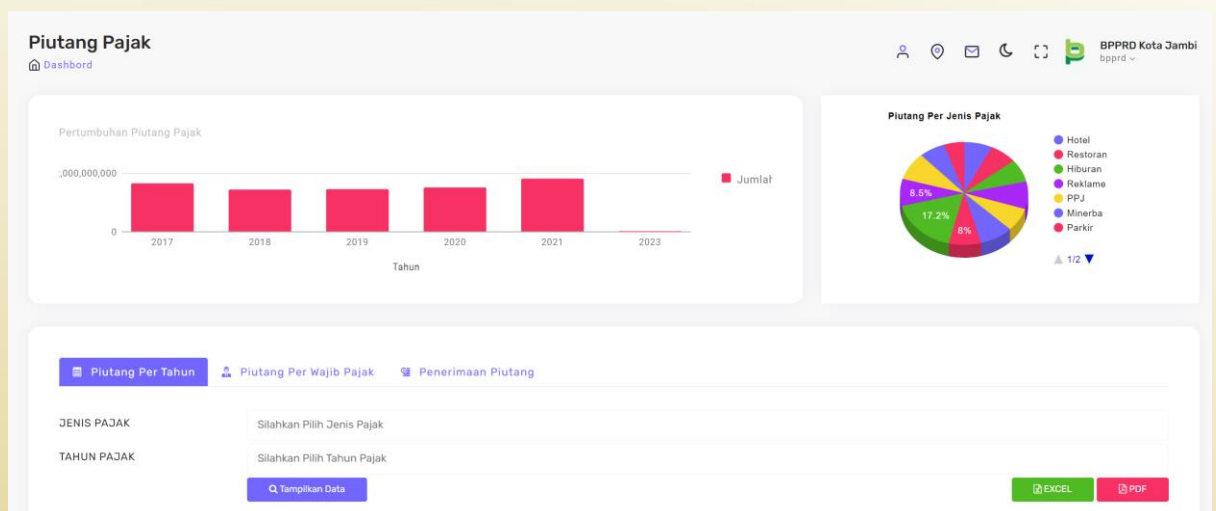 Piutang Pajak
Dashbord
BPPRD Kota Jambi
bpprd
Pertumbuhan Piutang Pajak
,000,000,000
0
2017 2018 2019 2020 2021 2023
Tahun
Jumlah
Piutang Per Jenis Pajak
8.5%
17.2%
8%
Hotel
Restoran
Hiburan
Reklame
PPJ
Minerba
Parkir
1/2
Piutang Per Tahun Piutang Per Wajib Pajak Penerimaan Piutang
JENIS PAJAK Silahkan Pilih Jenis Pajak
TAHUN PAJAK Silahkan Pilih Tahun Pajak
Tampilkan Data EXCEL PDF